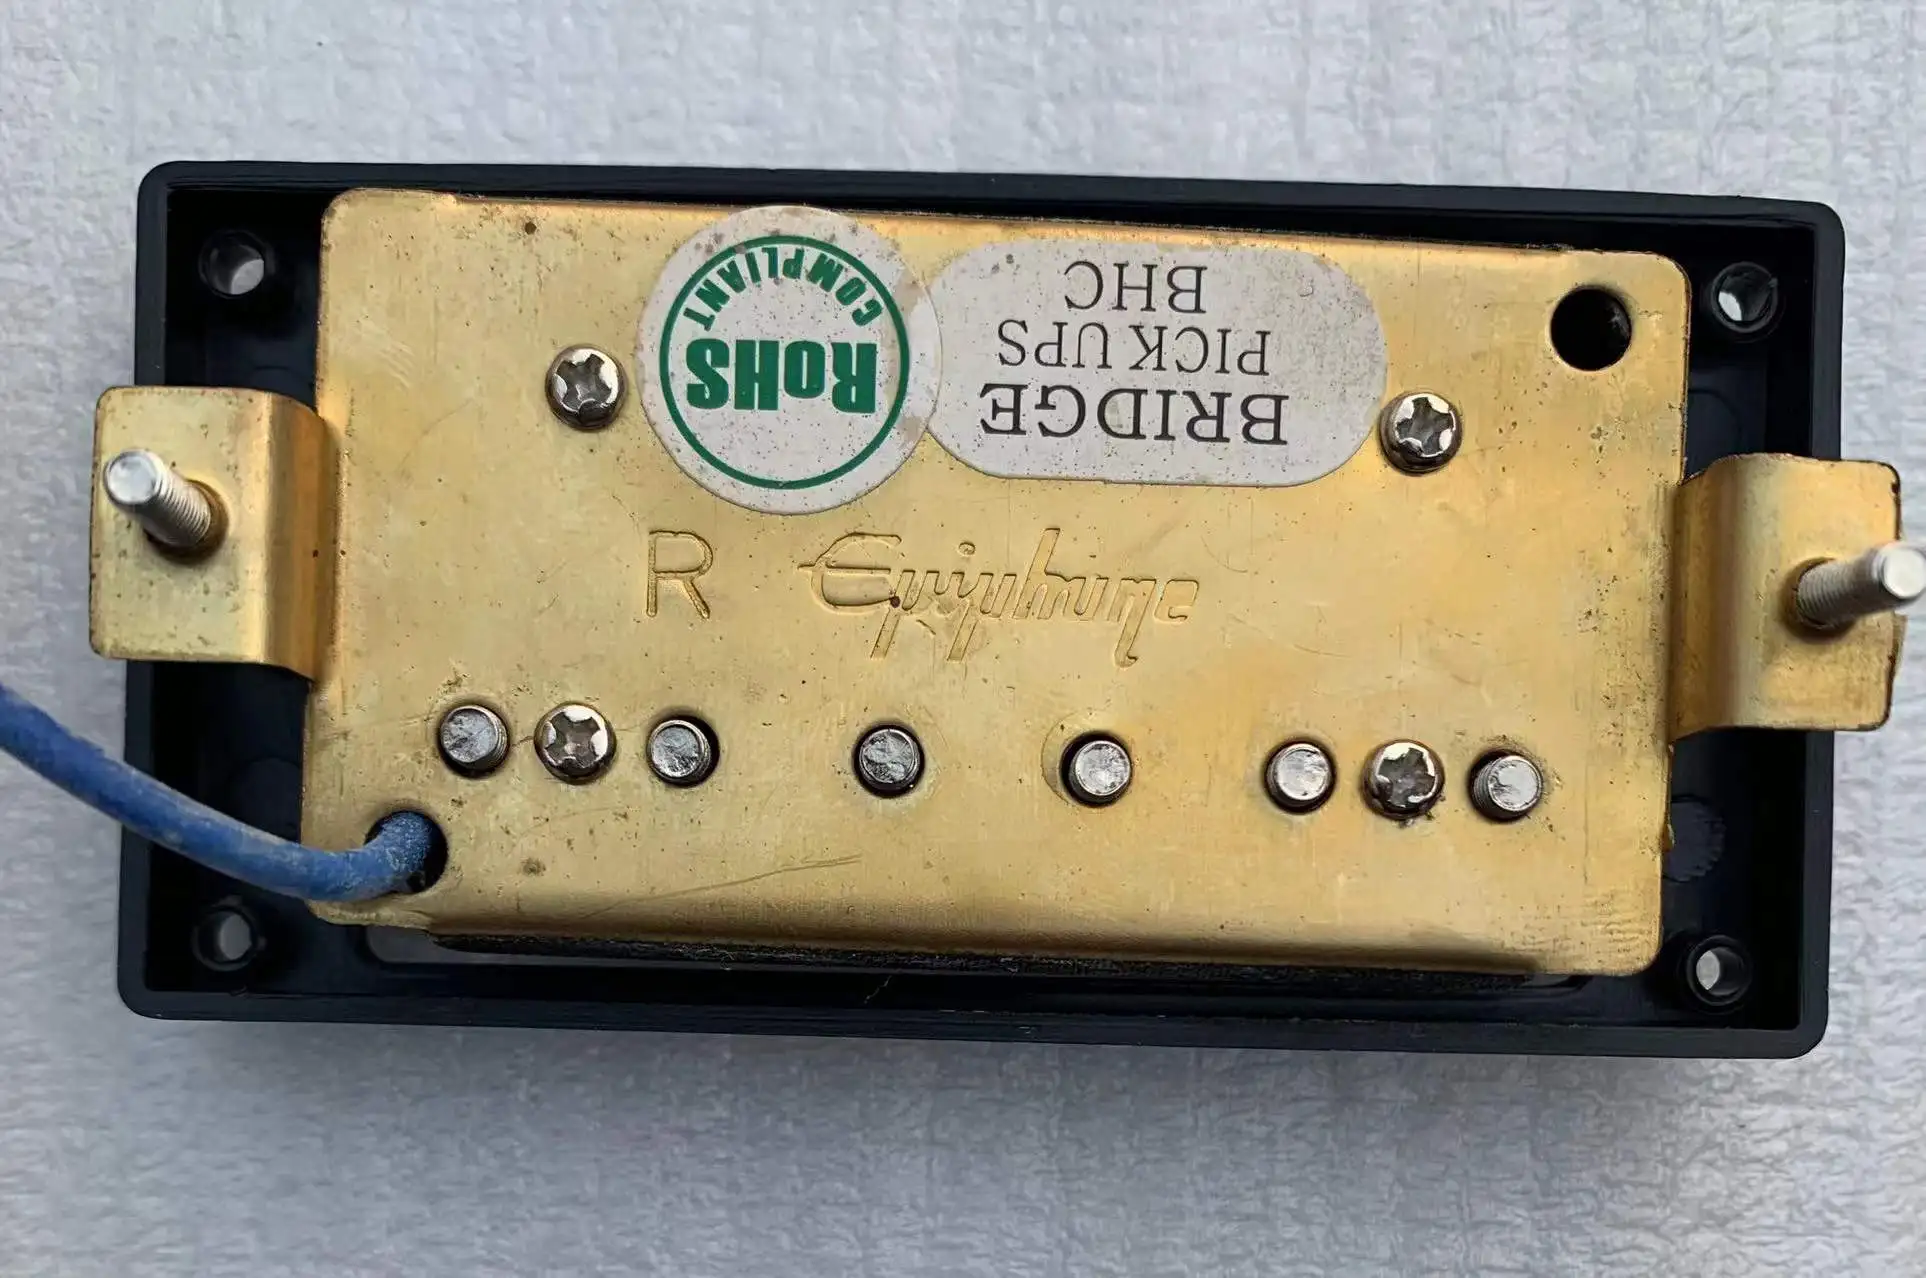 RoHS
COMPLIANT
BRIDGE
PICK UPS
BHC
R Epiphone